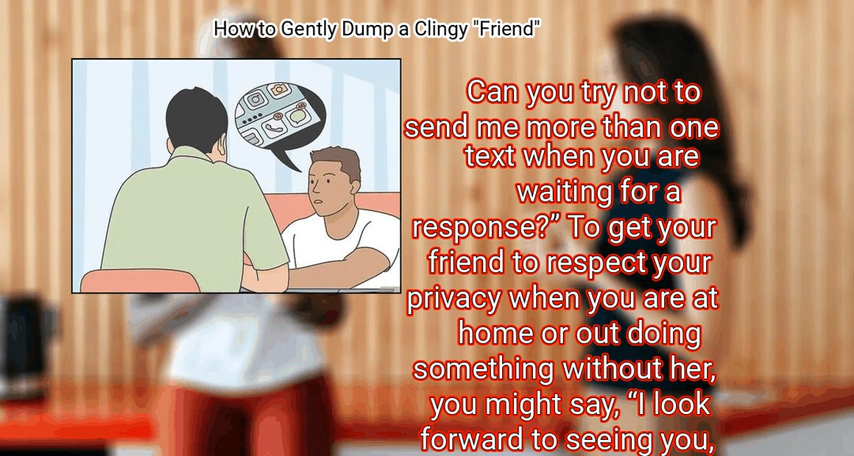 How to Gently Dump a Clingy "Friend"
Can you try not to
send me more than one
text when you are
waiting for a
response?” To get your
friend to respect your
privacy when you are at
home or out doing
something without her,
you might say, “I look
forward to seeing you,